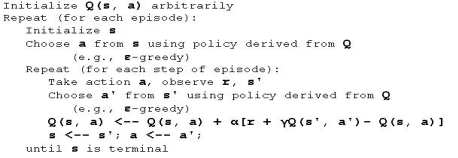 Initialize Q(s, a) arbitrarily
Repeat (for each episode):
Initialize s
Choose a from s using policy derived from Q
(e.g., ε-greedy)
Repeat (for each step of episode):
Take action a, observe r, s'
Choose a' from s' using policy derived from Q
(e.g., ε-greedy)
Q(s, a) <-- Q(s, a) + α[r + γQ(s', a')- Q(s, a)]
s <-- s'; a <-- a';
until s is terminal